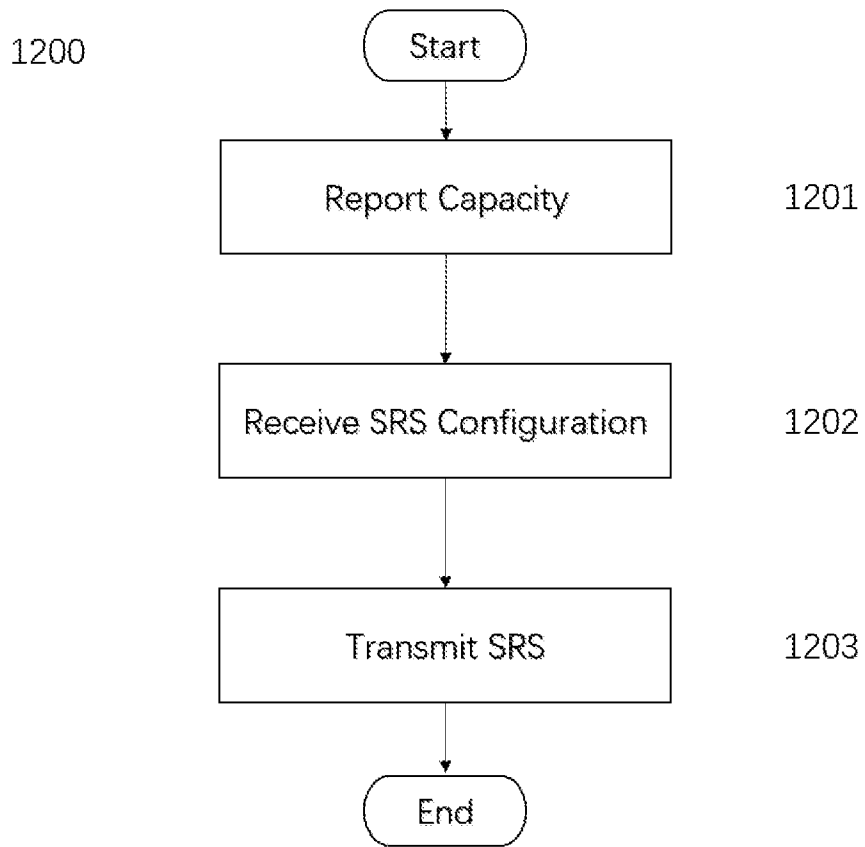 1200
Start
Report Capacity
1201
Receive SRS Configuration
1202
Transmit SRS
1203
End